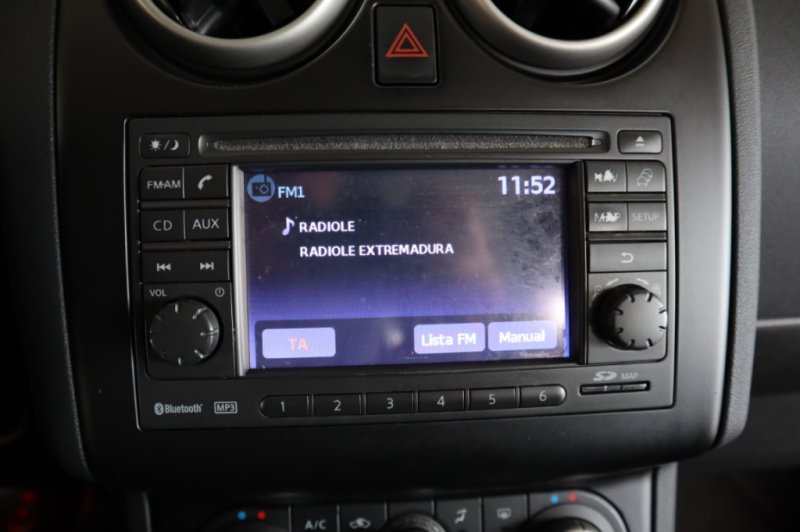 FM·AM
FM1
11:52
CD
AUX
SETUP
RADIOLE
RADIOLE EXTREMADURA
VOL
TA
Lista FM
Manual
Bluetooth
MP3
1 2 3 4 5 6
SD
MAP
A/C